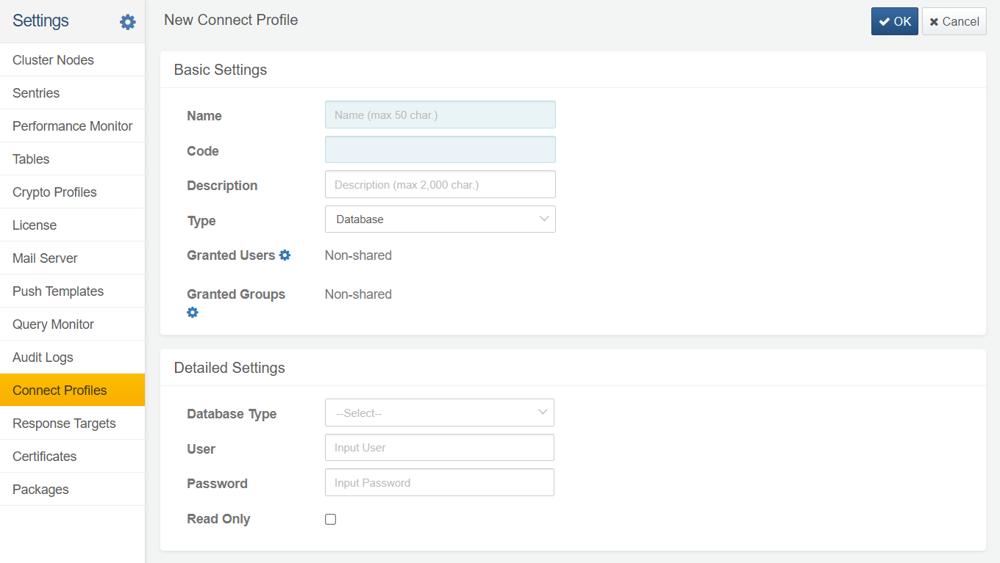 Settings
Cluster Nodes
Sentries
Performance Monitor
Tables
Crypto Profiles
License
Mail Server
Push Templates
Query Monitor
Audit Logs
Connect Profiles
Response Targets
Certificates
Packages
New Connect Profile
OK
Cancel
Basic Settings
Name
Name (max 50 char.)
Code
Description
Description (max 2,000 char.)
Type
Database
Granted Users
Non-shared
Granted Groups
Non-shared
Detailed Settings
Database Type
--Select--
User
Input User
Password
Input Password
Read Only